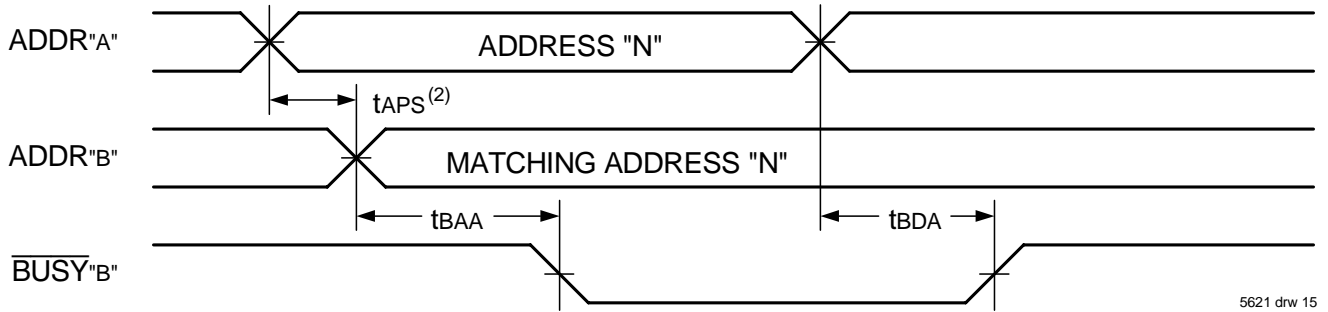 ADDR"A"
ADDRESS "N"
tAPS(2)
ADDR"B"
MATCHING ADDRESS "N"
tBAA
tBDA
BUSY"B"
5621 drw 15